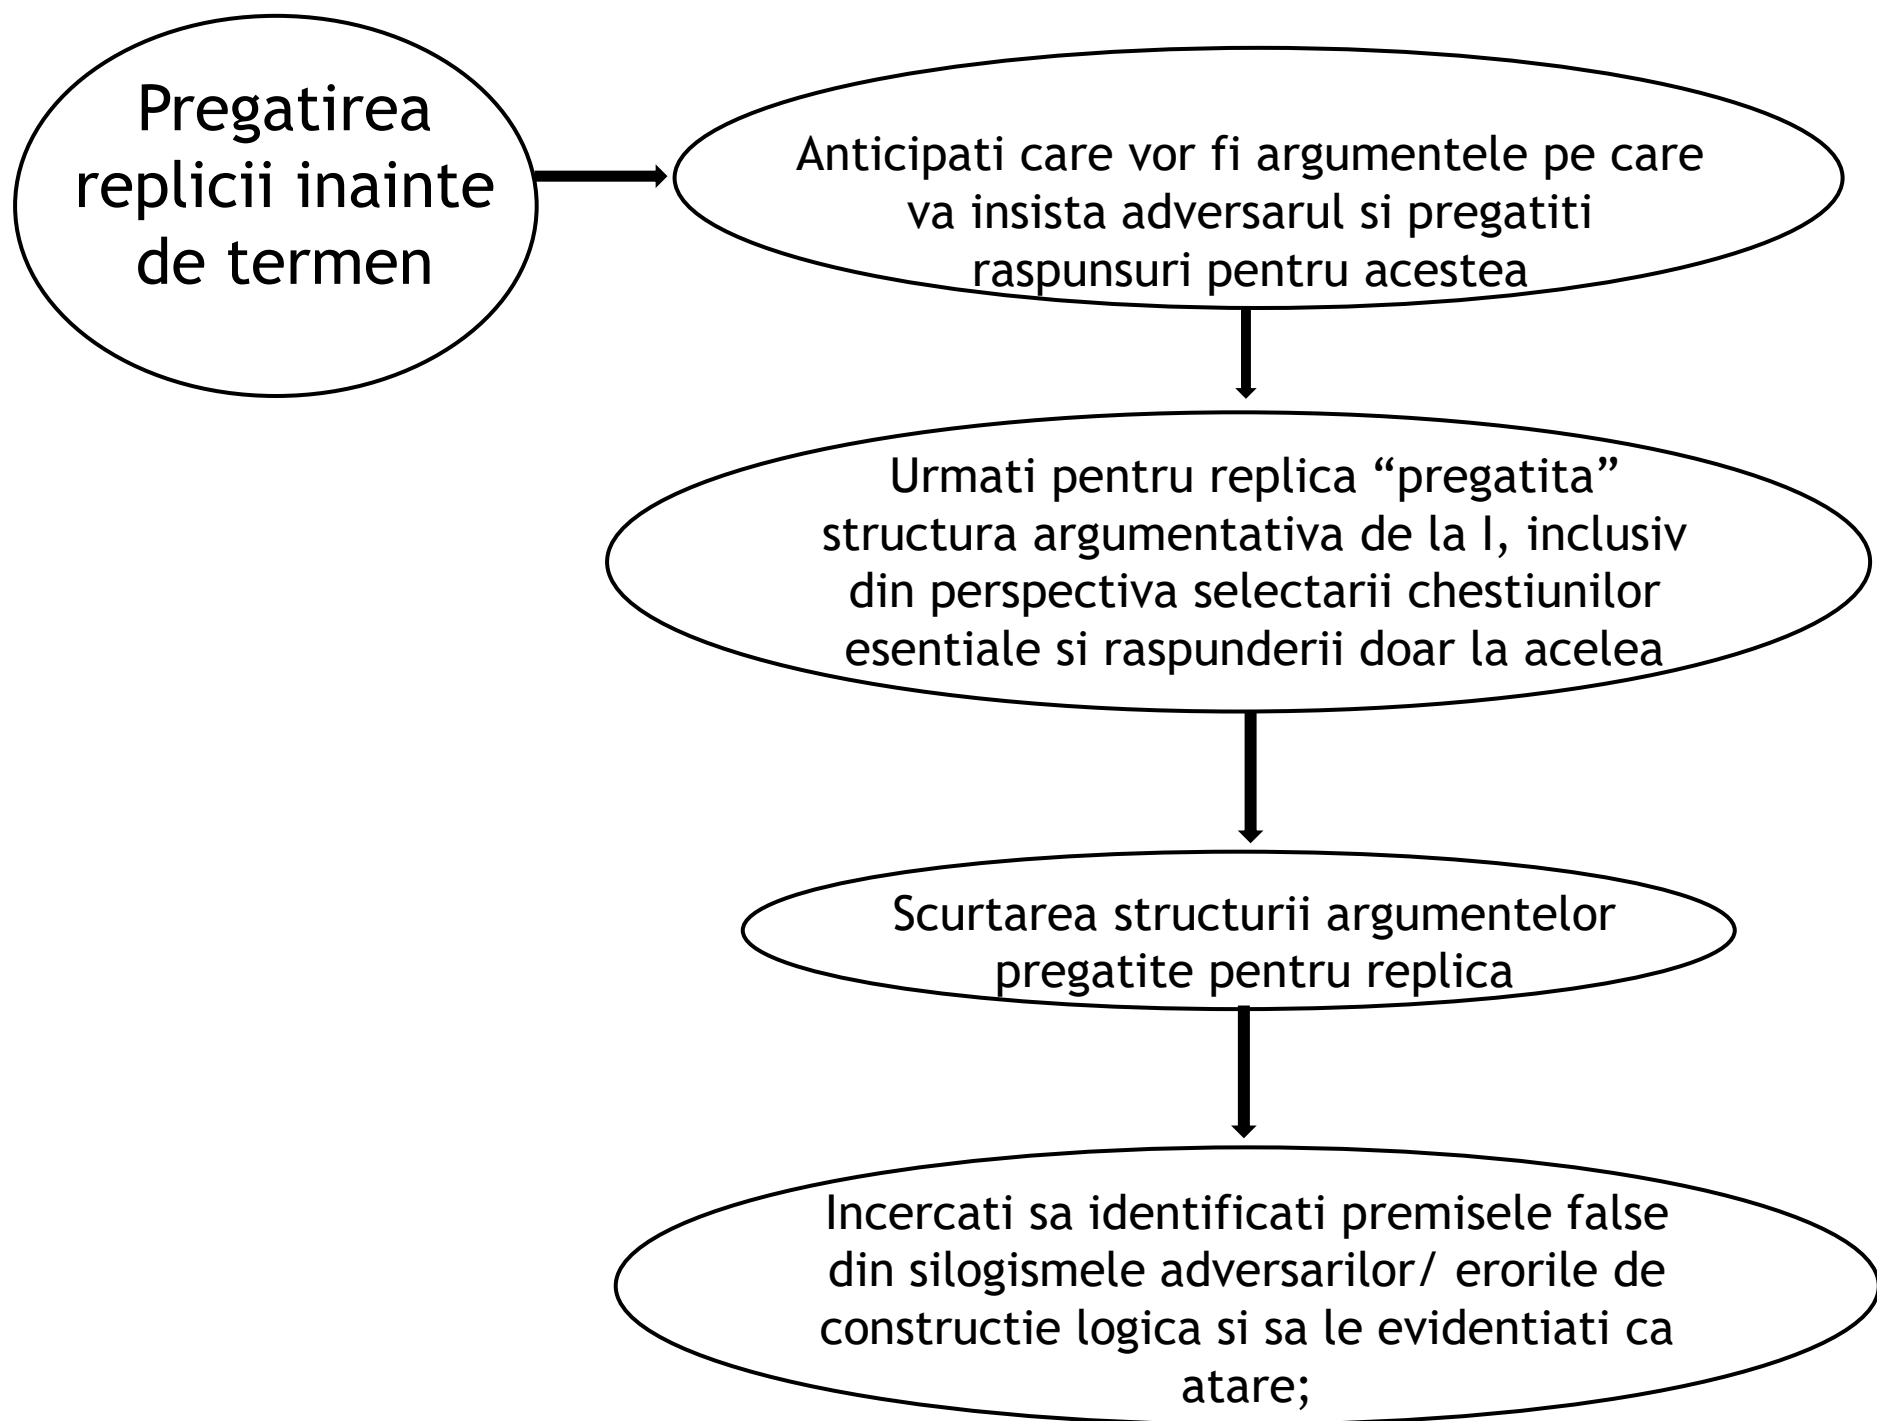 Pregatirea
replicii inainte
de termen
Anticipati care vor fi argumentele pe care
va insista adversarul si pregatiti
raspunsuri pentru acestea
Urmati pentru replica “pregatita”
structura argumentativa de la I, inclusiv
din perspectiva selectarii chestiunilor
esentiale si raspunderii doar la acelea
Scurtarea structurii argumentelor
pregatite pentru replica
Incercati sa identificati premisele false
din silogismele adversarilor/ erorile de
constructie logica si sa le evidentiati ca
atare;